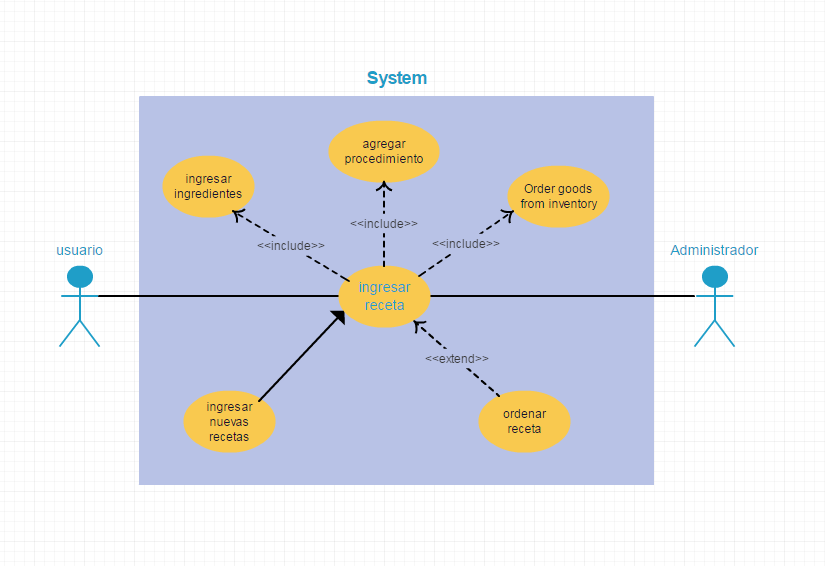 System
agregar
procedimiento
ingresar
ingredientes
Order goods
from inventory
<<include>>
<<include>>
<<include>>
usuario
Administrador
ingresar
receta
<<extend>>
ingresar
nuevas
recetas
ordenar
receta